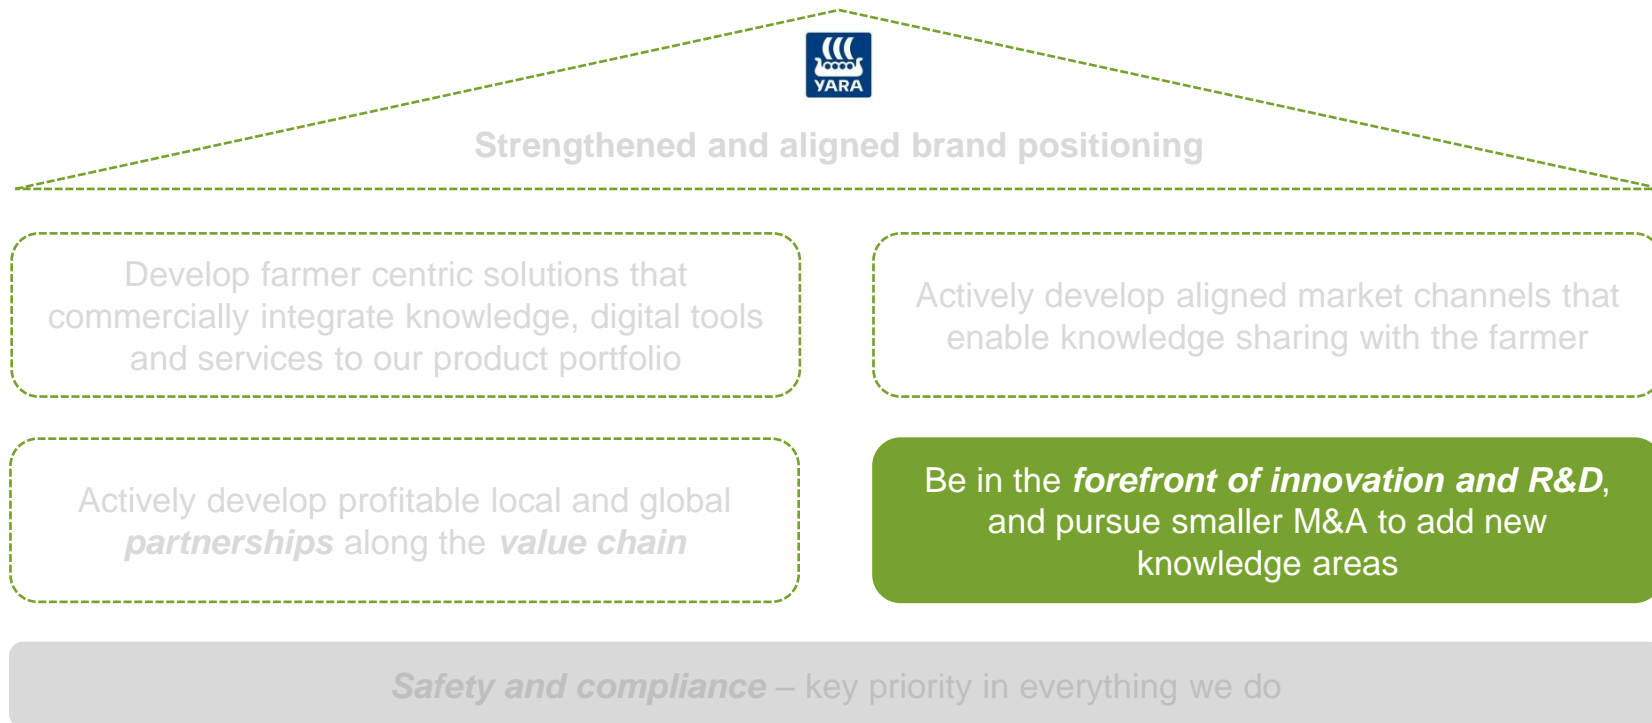 YARA
Strengthened and aligned brand positioning
Develop farmer centric solutions that
commercially integrate knowledge, digital tools
and services to our product portfolio
Actively develop aligned market channels that
enable knowledge sharing with the farmer
Actively develop profitable local and global
partnerships along the value chain
Be in the forefront of innovation and R&D,
and pursue smaller M&A to add new
knowledge areas
Safety and compliance – key priority in everything we do